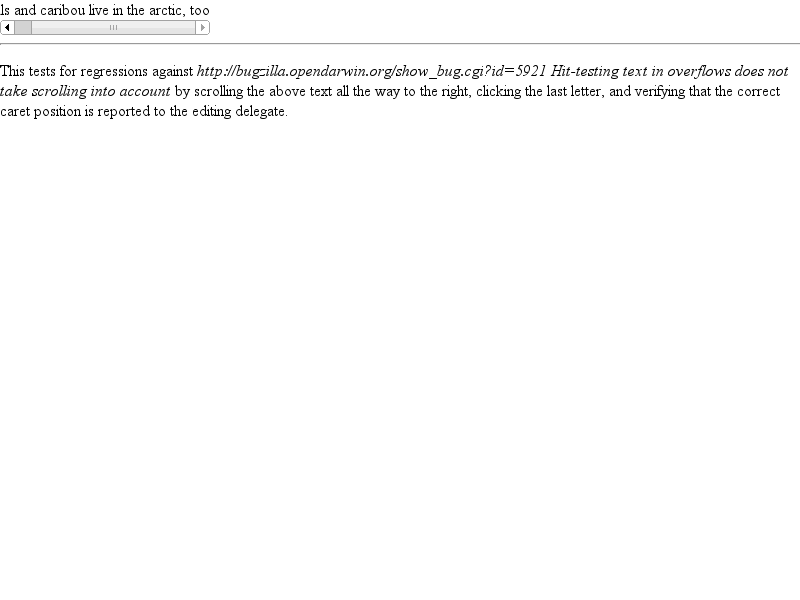 ls and caribou live in the arctic, too
This tests for regressions against http://bugzilla.opendarwin.org/show_bug.cgi?id=5921 Hit-testing text in overflows does not
take scrolling into account by scrolling the above text all the way to the right, clicking the last letter, and verifying that the correct
caret position is reported to the editing delegate.